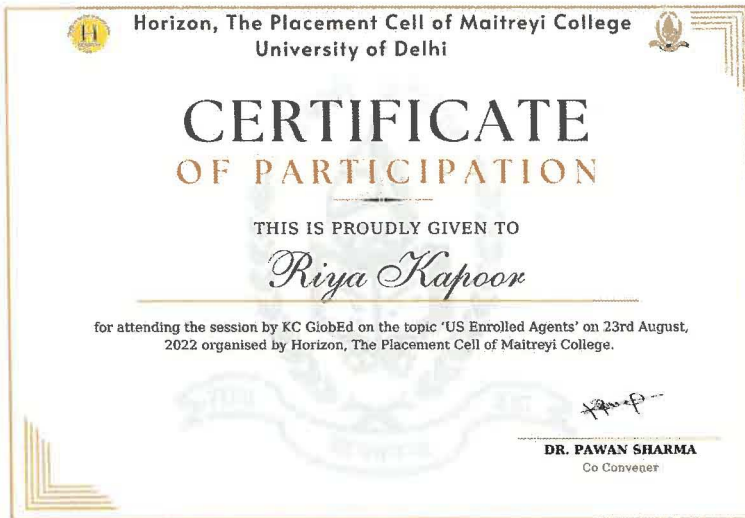 Horizon, The Placement Cell of Maitreyi College
University of Delhi
H
CERTIFICATE
OF PARTICIPATION
THIS IS PROUDLY GIVEN TO
Riya Kapoor
for attending the session by KC GlobEd on the topic 'US Enrolled Agents' on 23rd August,
2022 organised by Horizon, The Placement Cell of Maitreyi College.
DR. PAWAN SHARMA
Co Convener